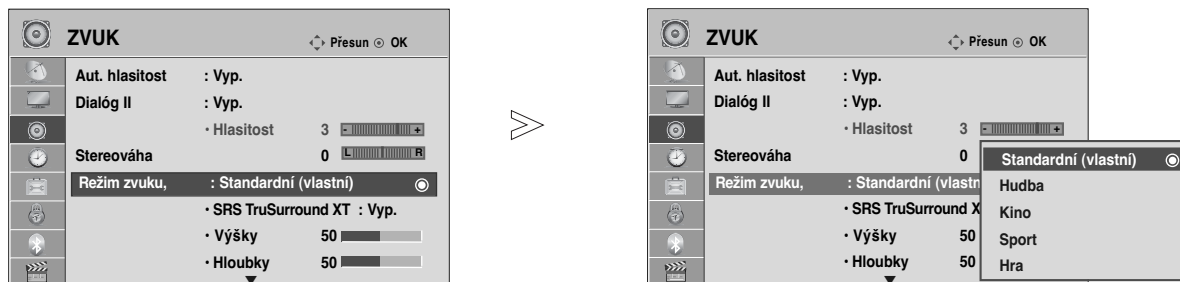 ZVUK Přesun OK
Aut. hlasitost : Vyp.
Dialóg II : Vyp.
• Hlasitost 3 - +
Stereováha 0 L R
Režim zvuku, : Standardní (vlastní)
• SRS TruSurround XT : Vyp.
• Výšky 50
• Hloubky 50
>
ZVUK Přesun OK
Aut. hlasitost : Vyp.
Dialóg II : Vyp.
• Hlasitost 3 - +
Stereováha 0
Režim zvuku, : Standardní (vlastn
• SRS TruSurround X
• Výšky 50
• Hloubky 50
Standardní (vlastní)
Hudba
Kino
Sport
Hra